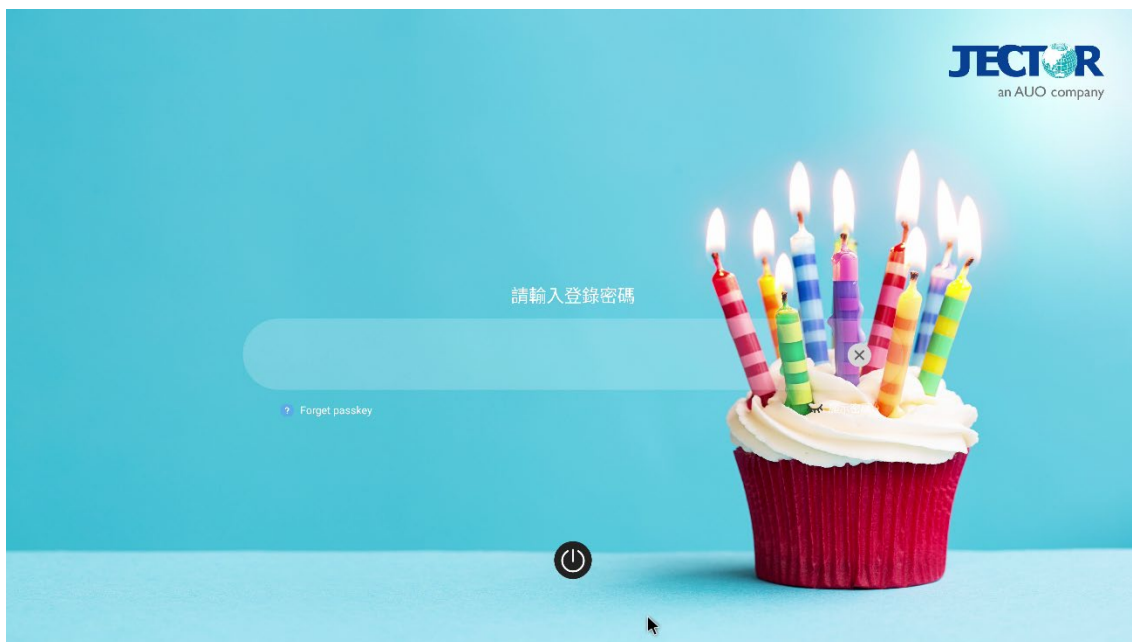 JECTOR
an AUO company
請輸入登錄密碼
Forget passkey